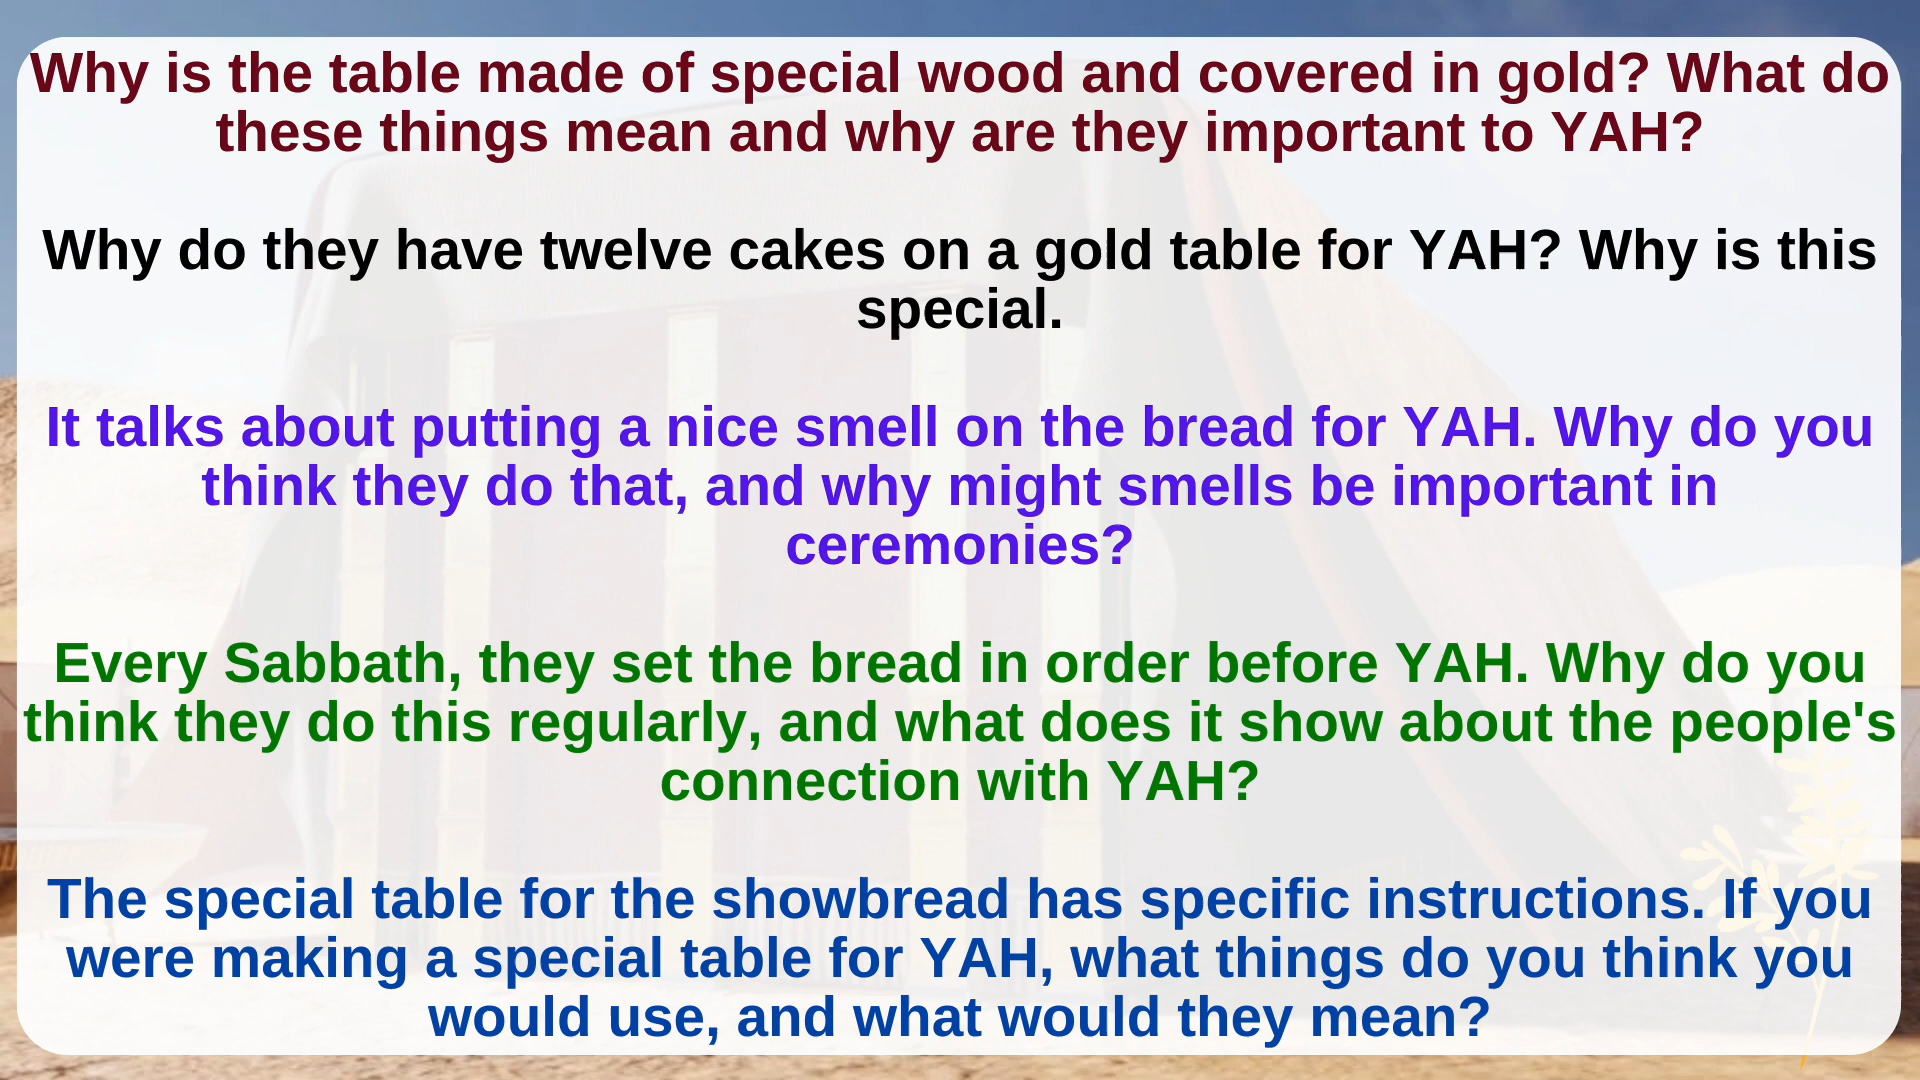 Why is the table made of special wood and covered in gold? What do
these things mean and why are they important to YAH?
Why do they have twelve cakes on a gold table for YAH? Why is this
special.
It talks about putting a nice smell on the bread for YAH. Why do you
think they do that, and why might smells be important in
ceremonies?
Every Sabbath, they set the bread in order before YAH. Why do you
think they do this regularly, and what does it show about the people's
connection with YAH?
The special table for the showbread has specific instructions. If you
were making a special table for YAH, what things do you think you
would use, and what would they mean?